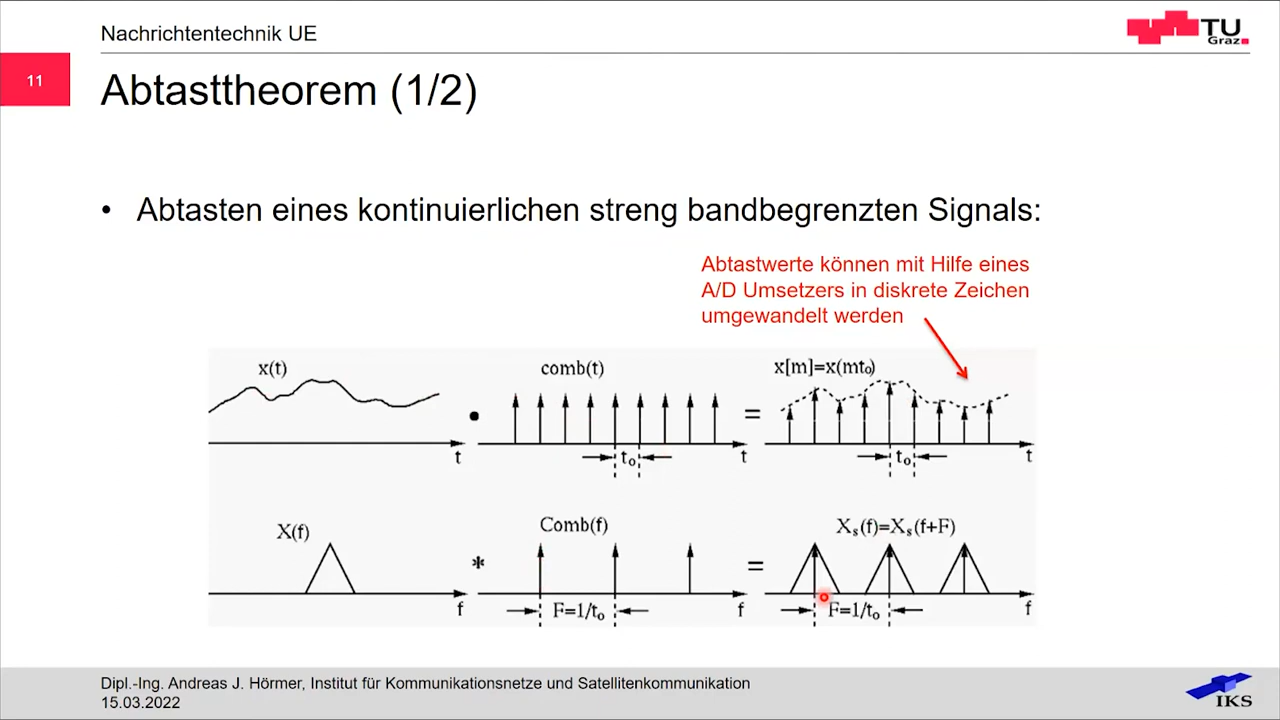 Nachrichtentechnik UE
TU
Graz
11
Abtasttheorem (1/2)
• Abtasten eines kontinuierlichen streng bandbegrenzten Signals:
Abtastwerte können mit Hilfe eines
A/D Umsetzers in diskrete Zeichen
umgewandelt werden
x(t) comb(t) x[m]=x(mt₀)
• =
t t₀ t t₀ t
X(f) Comb(f) Xₛ(f)=Xₛ(f+F)
* =
f F=1/t₀ f F=1/t₀ f
Dipl.-Ing. Andreas J. Hörmer, Institut für Kommunikationsnetze und Satellitenkommunikation
15.03.2022
IKS